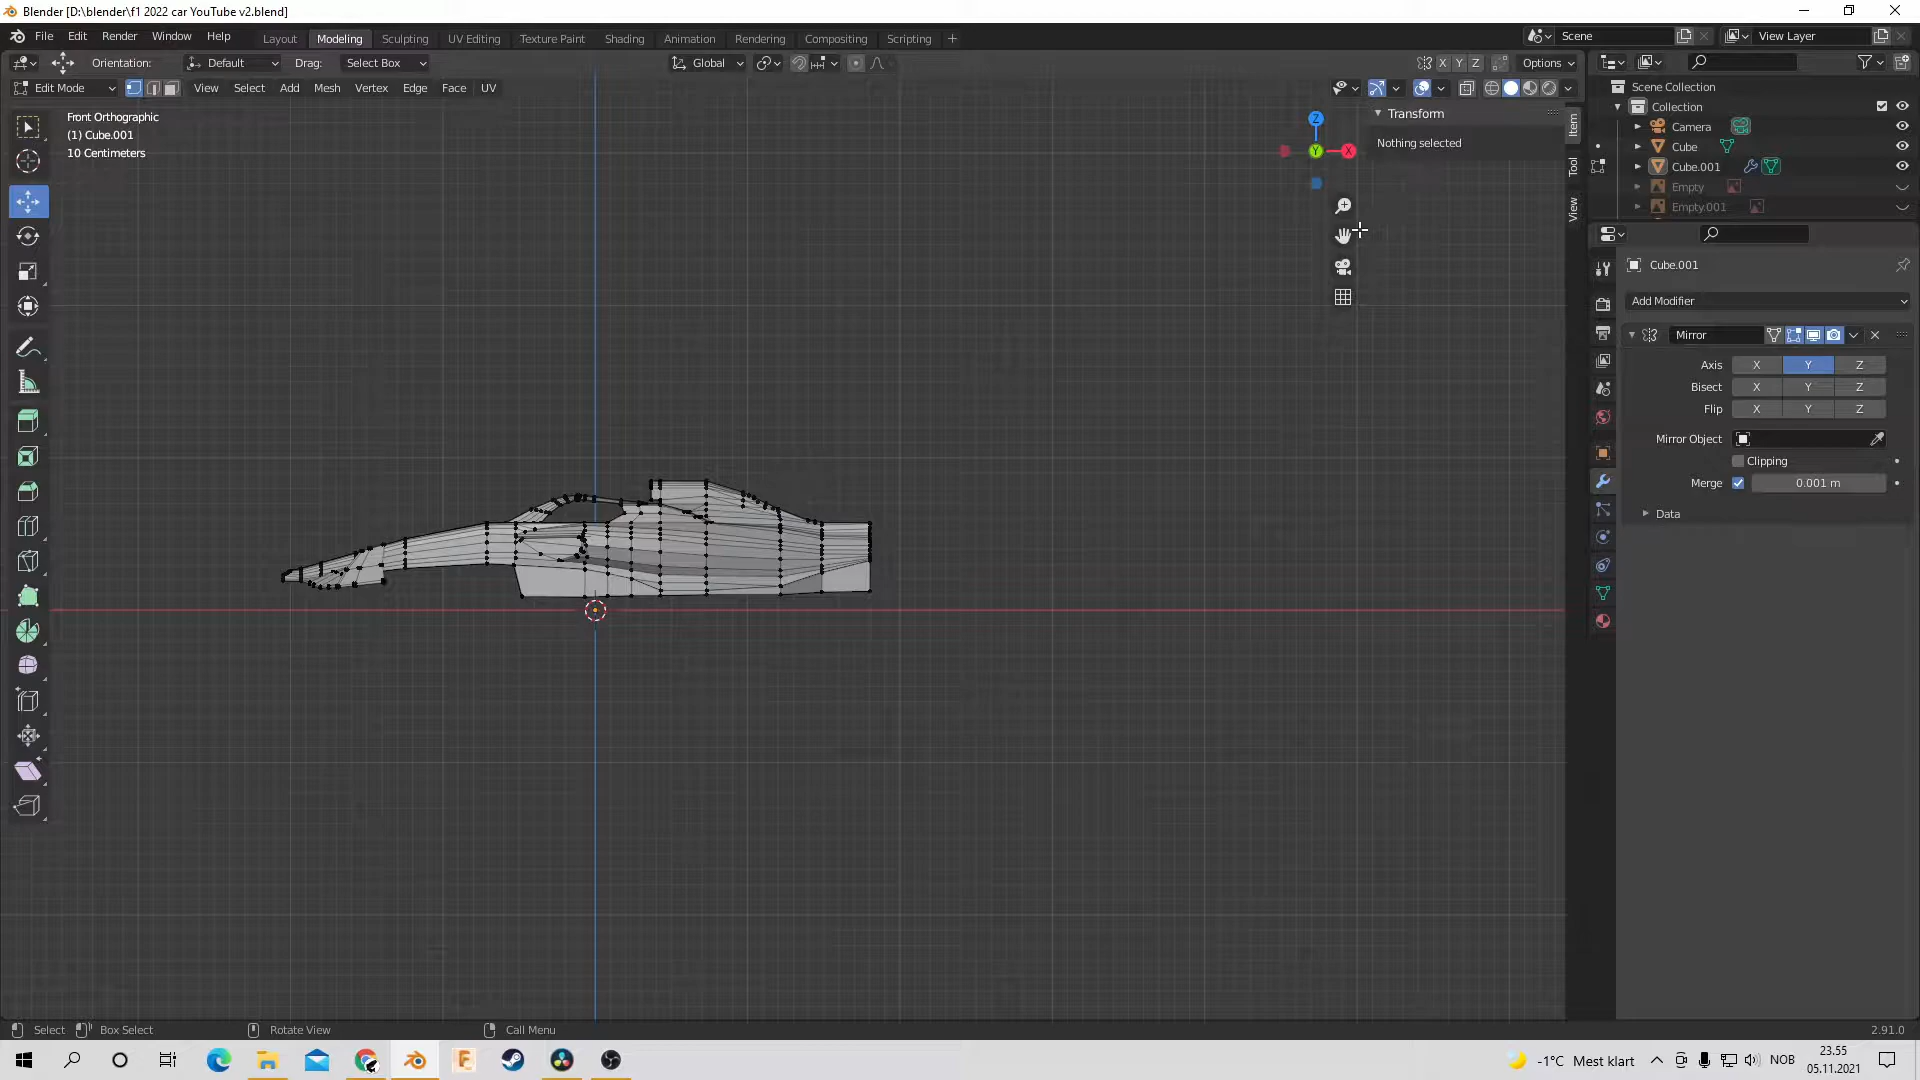 Blender [D:\blender\f1 2022 car YouTube v2.blend]
File Edit Render Window Help
Layout Modeling Sculpting UV Editing Texture Paint Shading Animation Rendering Compositing Scripting +
Scene
View Layer
Orientation: Default Drag: Select Box
Global
X Y Z Options
Edit Mode View Select Add Mesh Vertex Edge Face UV
Front Orthographic
(1) Cube.001
10 Centimeters
Z
Y
X
Transform
Nothing selected
Item
Tool
View
Scene Collection
Collection
Camera
Cube
Cube.001
Empty
Empty.001
Cube.001
Add Modifier
Mirror
Axis X Y Z
Bisect X Y Z
Flip X Y Z
Mirror Object
Clipping
Merge 0.001 m
Data
Select Box Select Rotate View Call Menu
2.91.0
-1°C Mest klart
NOB
23.55
05.11.2021